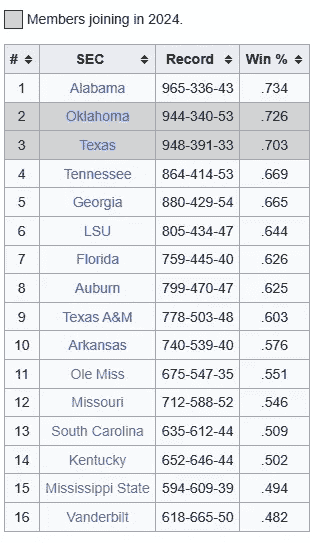 Members joining in 2024.
# SEC Record Win %
1 Alabama 965-336-43 .734
2 Oklahoma 944-340-53 .726
3 Texas 948-391-33 .703
4 Tennessee 864-414-53 .669
5 Georgia 880-429-54 .665
6 LSU 805-434-47 .644
7 Florida 759-445-40 .626
8 Auburn 799-470-47 .625
9 Texas A&M 778-503-48 .603
10 Arkansas 740-539-40 .576
11 Ole Miss 675-547-35 .551
12 Missouri 712-588-52 .546
13 South Carolina 635-612-44 .509
14 Kentucky 652-646-44 .502
15 Mississippi State 594-609-39 .494
16 Vanderbilt 618-665-50 .482